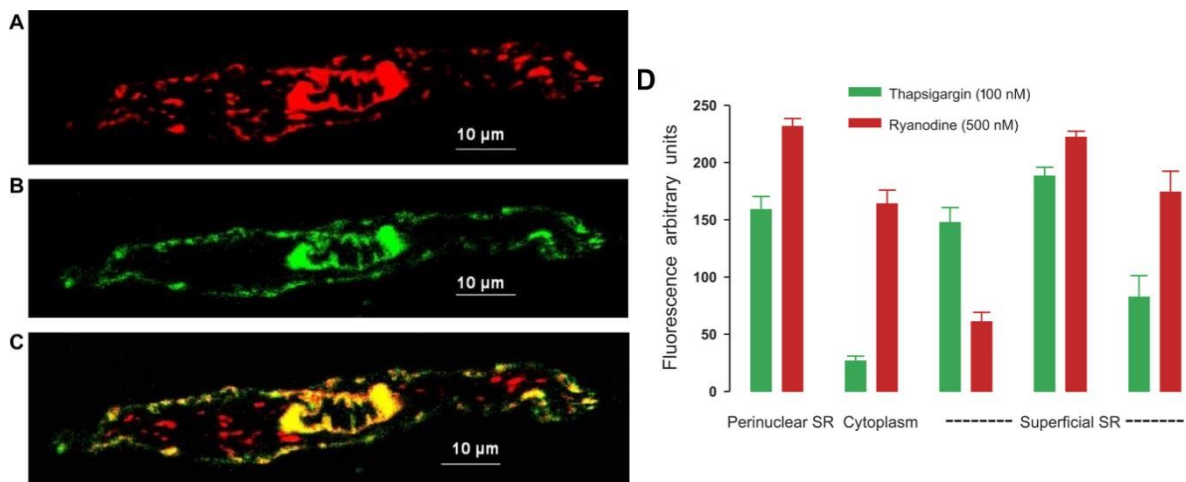 A
10 µm
B
10 µm
C
10 µm
D
Thapsigargin (100 nM)
Ryanodine (500 nM)
Fluorescence arbitrary units
250
200
150
100
50
0
Perinuclear SR Cytoplasm -------- Superficial SR --------